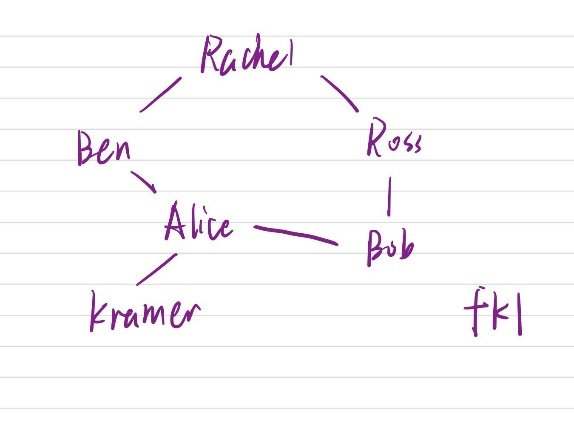 Rachel
Ben
Ross
Alice
Bob
kramer
fkl